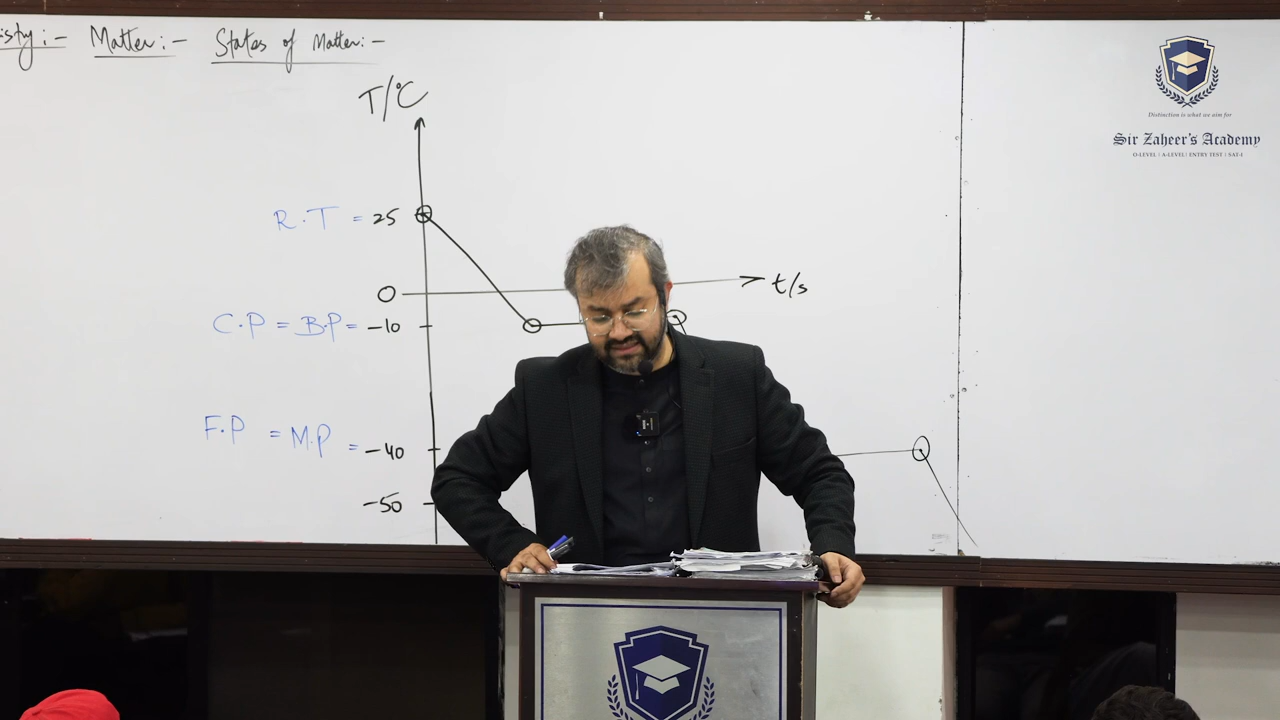 Matter:- States of Matter:-
T/°C
R.T = 25
0
t/s
C.P = B.P = -10
F.P = M.P = -40
-50
Distinction is what we aim for
Sir Zaheer's Academy
O-LEVEL | A-LEVEL | ENTRY TEST | SAT-I